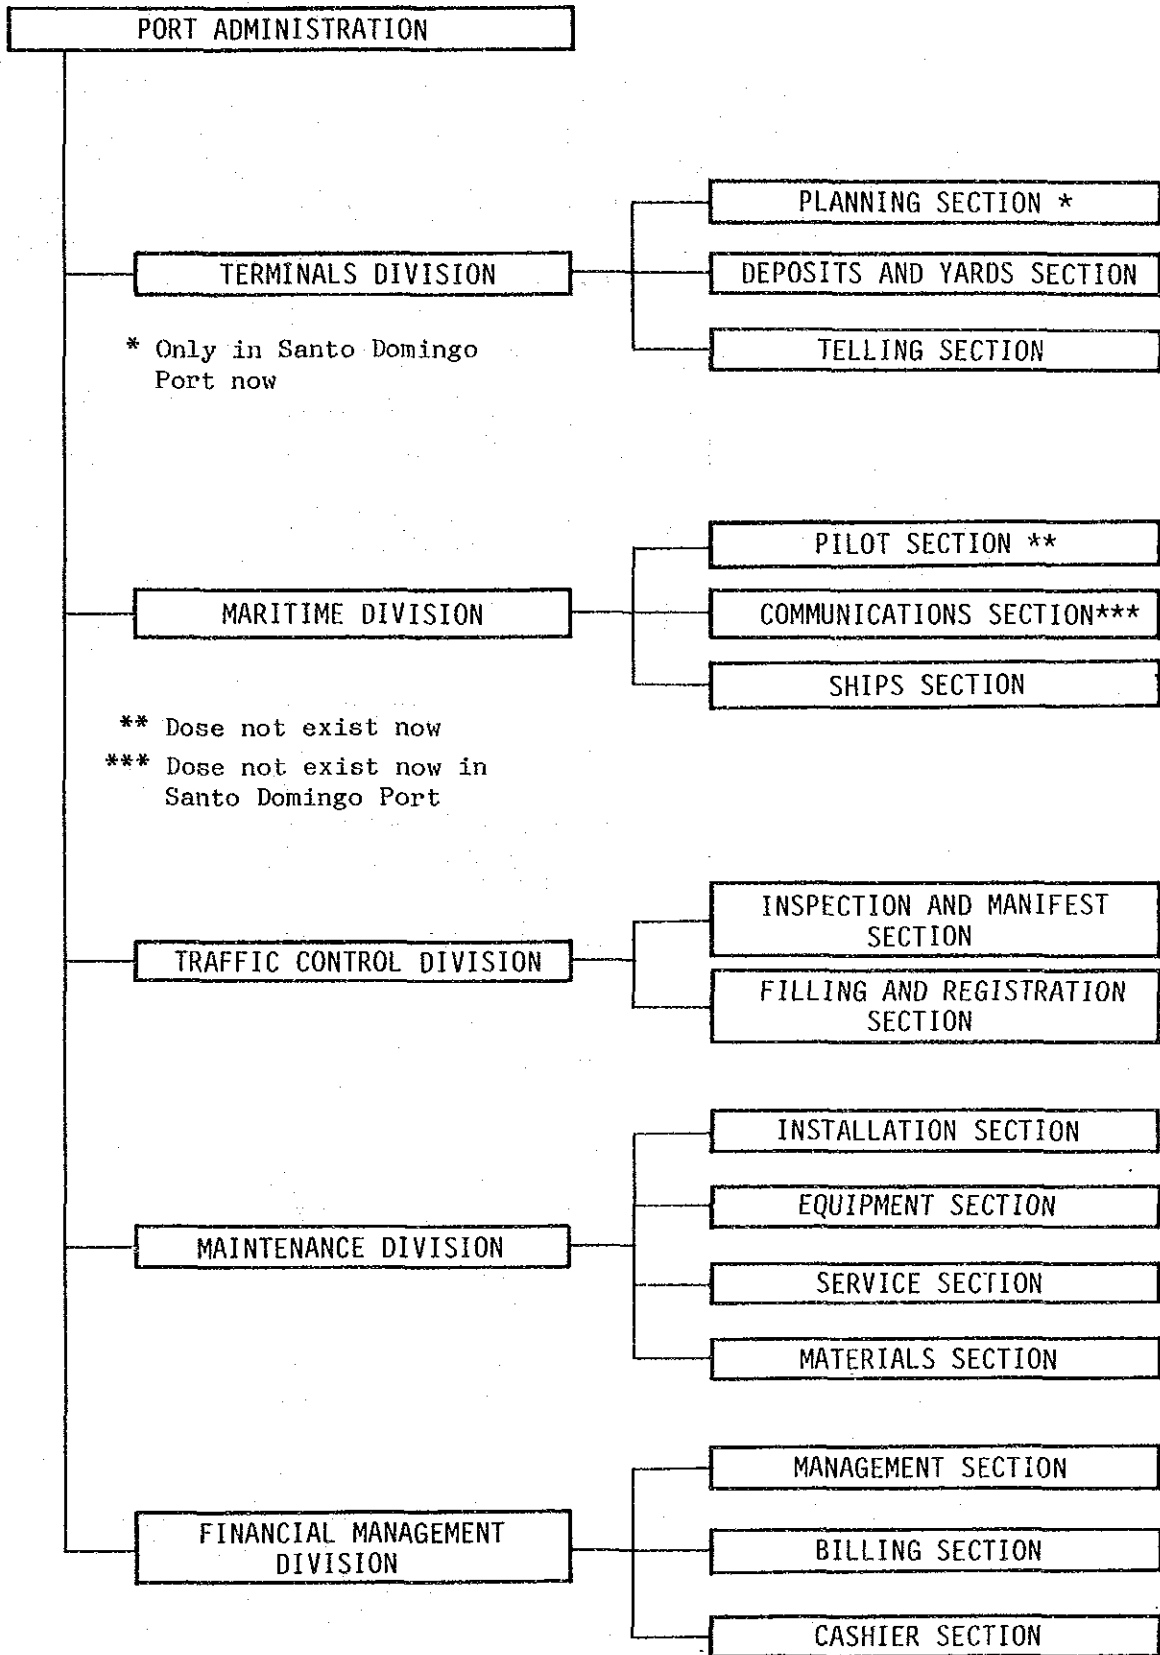 PORT ADMINISTRATION
PLANNING SECTION *
TERMINALS DIVISION
DEPOSITS AND YARDS SECTION
TELLING SECTION
* Only in Santo Domingo
Port now
PILOT SECTION **
MARITIME DIVISION
COMMUNICATIONS SECTION***
SHIPS SECTION
** Dose not exist now
*** Dose not exist now in
Santo Domingo Port
INSPECTION AND MANIFEST
SECTION
TRAFFIC CONTROL DIVISION
FILLING AND REGISTRATION
SECTION
INSTALLATION SECTION
EQUIPMENT SECTION
MAINTENANCE DIVISION
SERVICE SECTION
MATERIALS SECTION
MANAGEMENT SECTION
FINANCIAL MANAGEMENT
DIVISION
BILLING SECTION
CASHIER SECTION